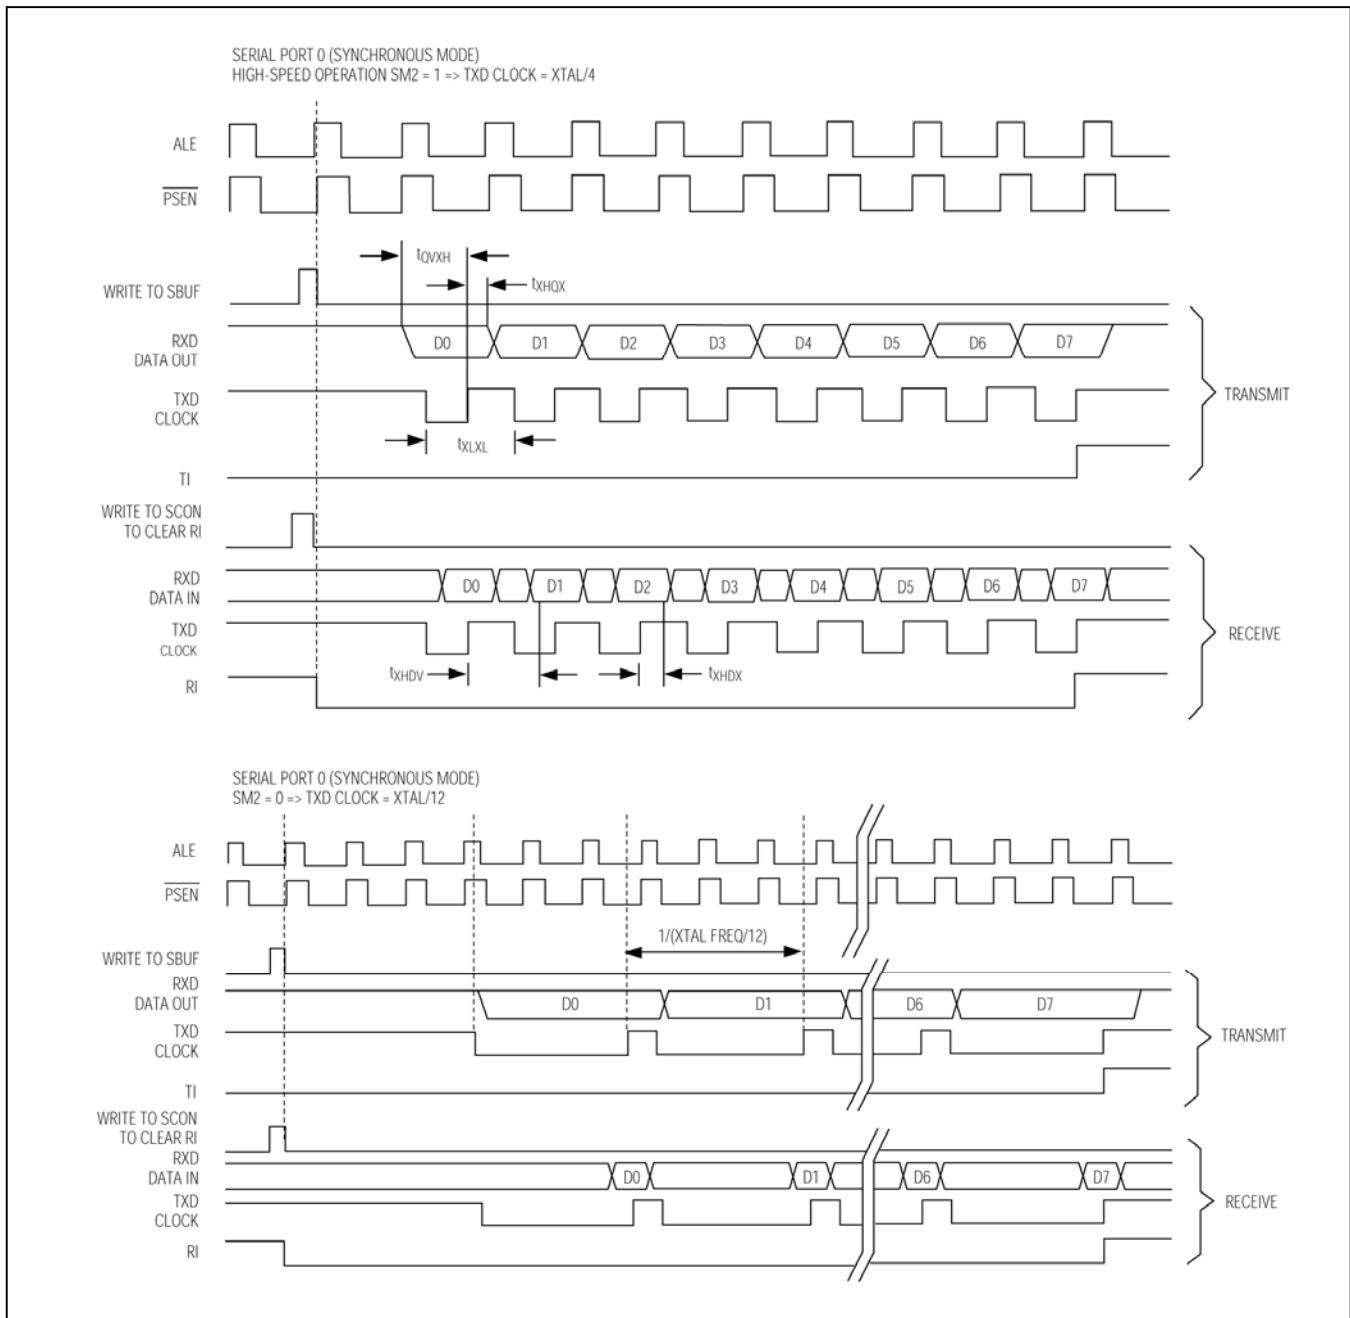 SERIAL PORT 0 (SYNCHRONOUS MODE)
HIGH-SPEED OPERATION SM2 = 1 => TXD CLOCK = XTAL/4
ALE
PSEN
tQVXH
tXHQX
WRITE TO SBUF
RXD
DATA OUT
D0 D1 D2 D3 D4 D5 D6 D7
TXD
CLOCK
TRANSMIT
tXLXL
TI
WRITE TO SCON
TO CLEAR RI
RXD
DATA IN
D0 D1 D2 D3 D4 D5 D6 D7
TXD
CLOCK
RECEIVE
tXHDV tXHDX
RI
SERIAL PORT 0 (SYNCHRONOUS MODE)
SM2 = 0 => TXD CLOCK = XTAL/12
ALE
PSEN
1/(XTAL FREQ/12)
WRITE TO SBUF
RXD
DATA OUT
D0 D1 D6 D7
TXD
CLOCK
TRANSMIT
TI
WRITE TO SCON
TO CLEAR RI
RXD
DATA IN
D0 D1 D6 D7
TXD
CLOCK
RECEIVE
RI